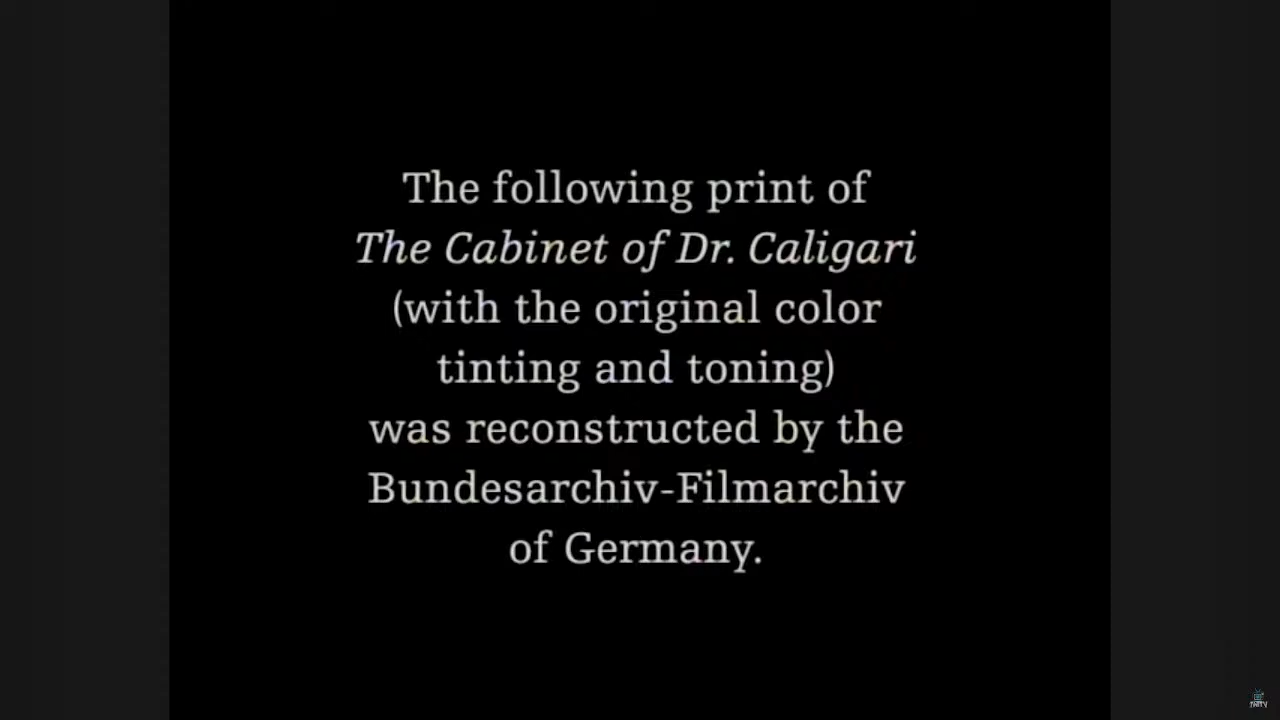 The following print of
The Cabinet of Dr. Caligari
(with the original color
tinting and toning)
was reconstructed by the
Bundesarchiv-Filmarchiv
of Germany.